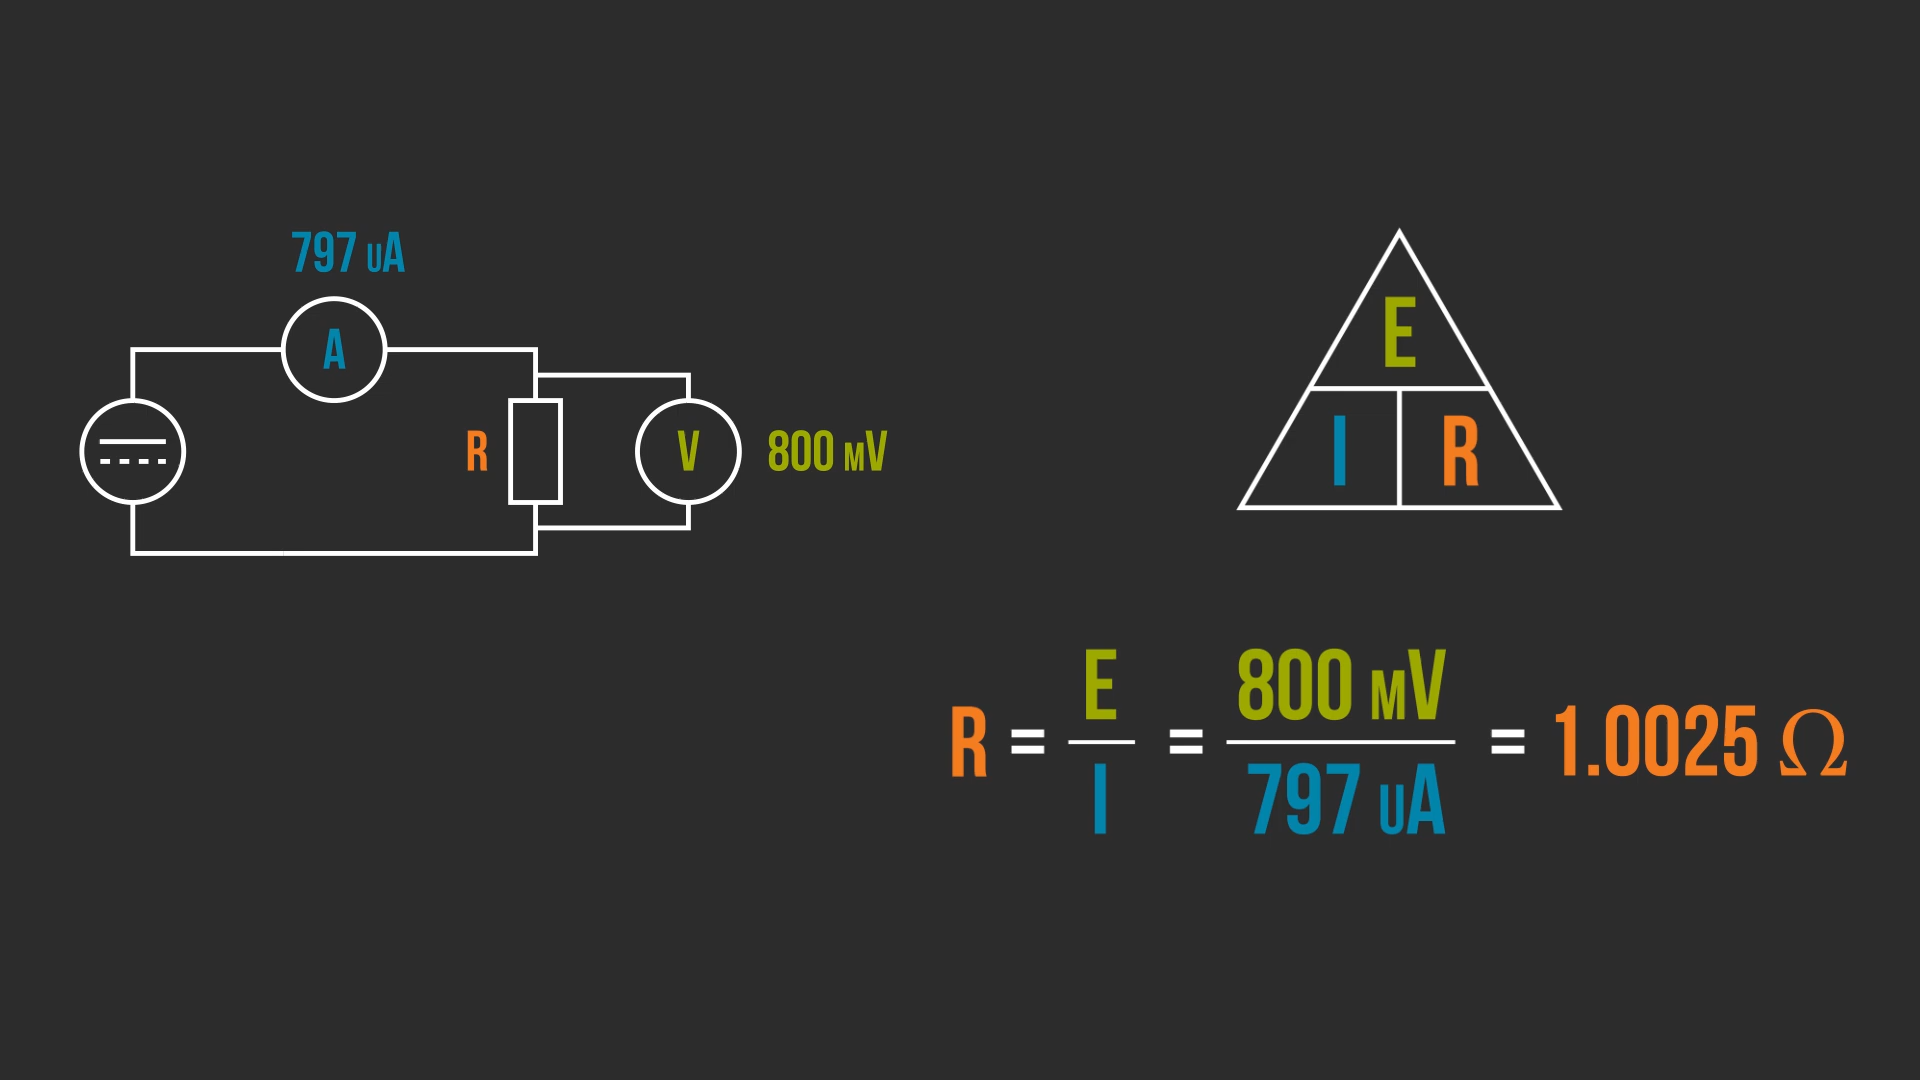 797 uA
A
R
V
800 mV
E
I R
R = E / I = 800 mV / 797 uA = 1.0025 Ω